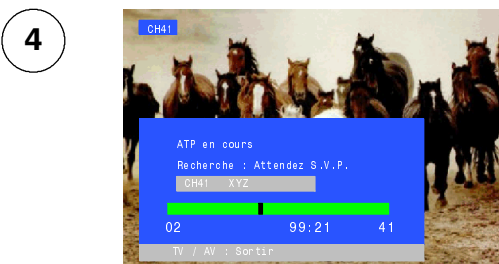 4
CH41
ATP en cours
Recherche : Attendez S.V.P.
CH41 XYZ
02 99:21 41
TV / AV : Sortir